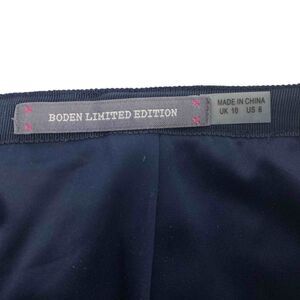 BODEN LIMITED EDITION
MADE IN CHINA
UK 10 US 6